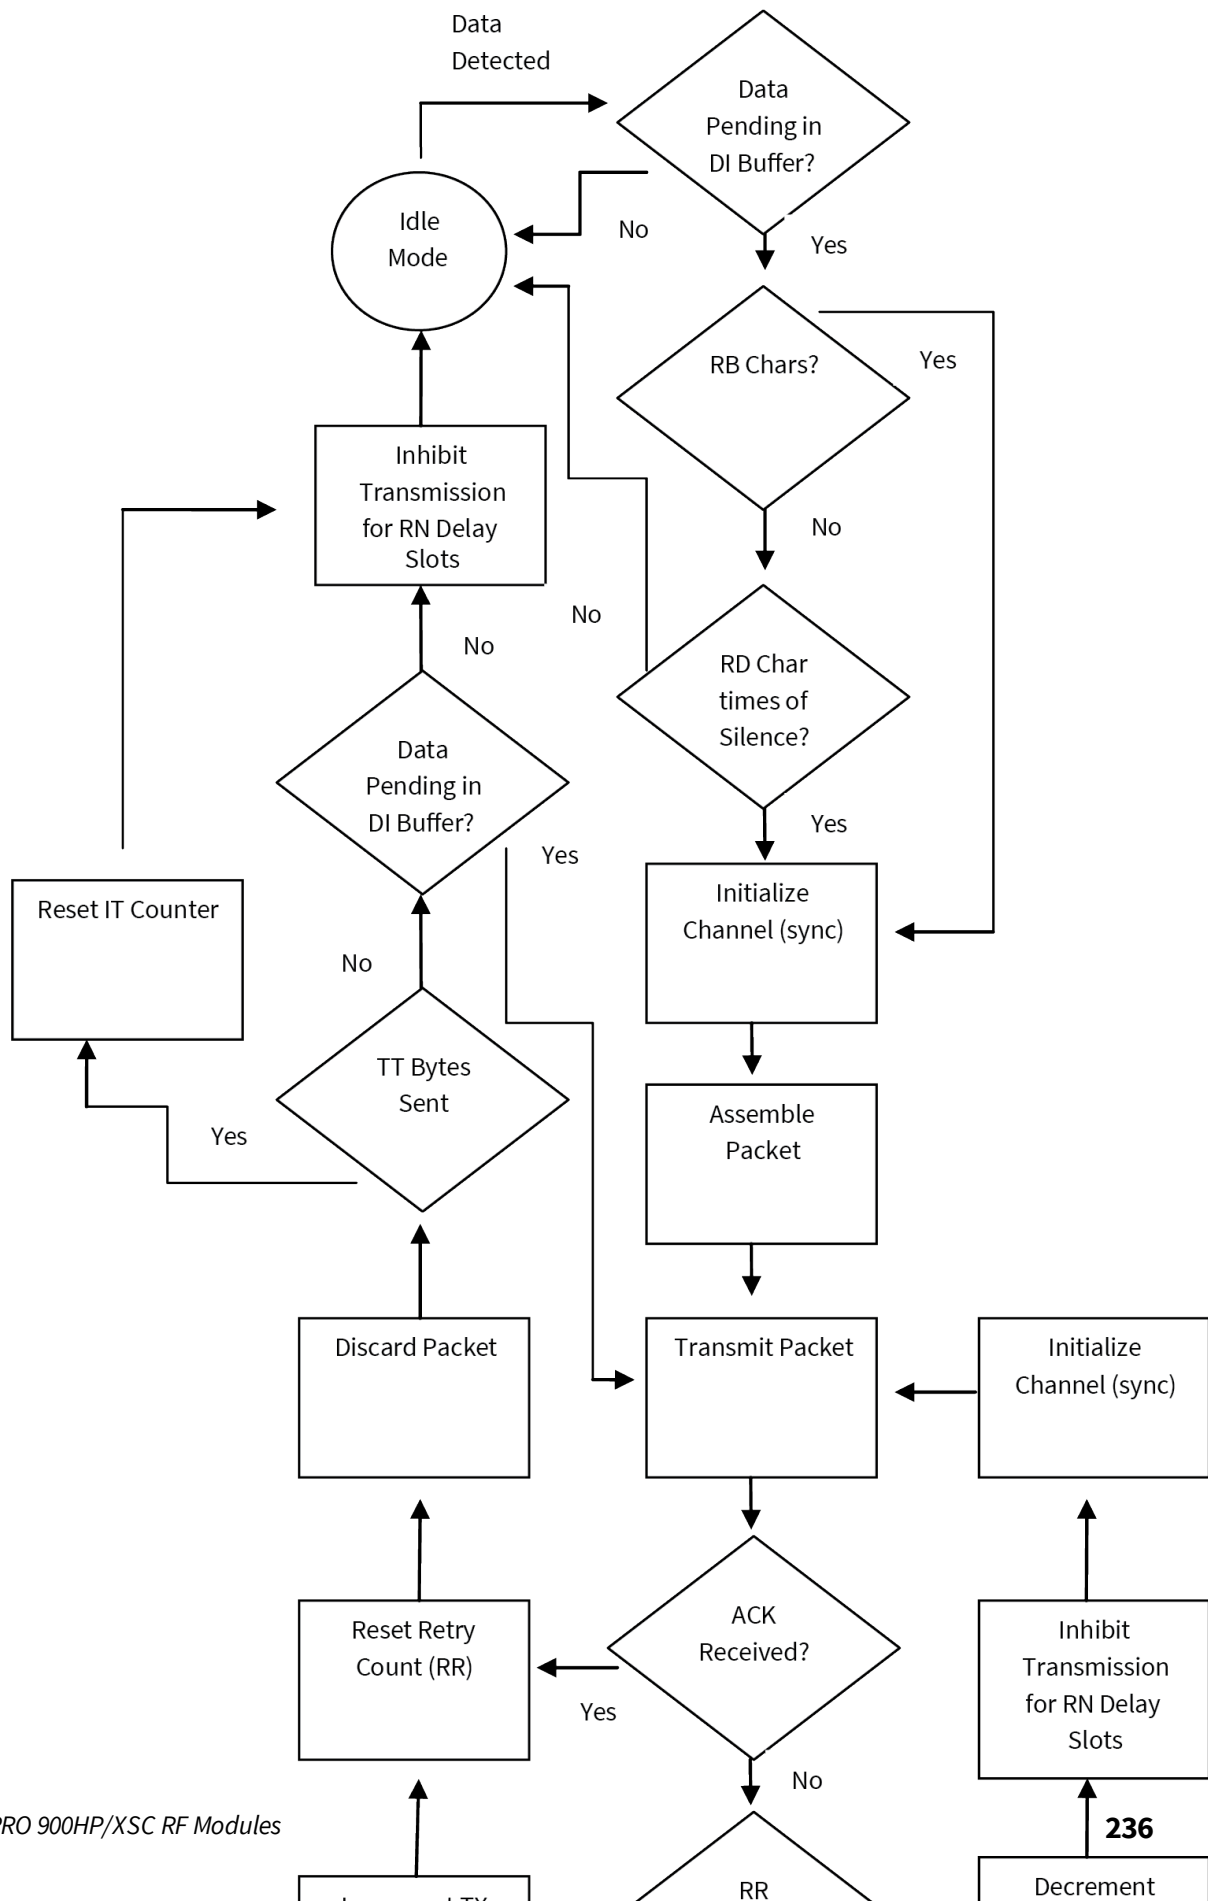 Data
Detected
Data
Pending in
DI Buffer?
Idle
Mode
No
Yes
RB Chars?
Yes
Inhibit
Transmission
for RN Delay
Slots
No
No
No
RD Char
times of
Silence?
Data
Pending in
DI Buffer?
Yes
Yes
Reset IT Counter
Initialize
Channel (sync)
No
TT Bytes
Sent
Yes
Assemble
Packet
Discard Packet
Transmit Packet
Initialize
Channel (sync)
Reset Retry
Count (RR)
ACK
Received?
Yes
Inhibit
Transmission
for RN Delay
Slots
No
RO 900HP/XSC RF Modules
236
RR
Decrement